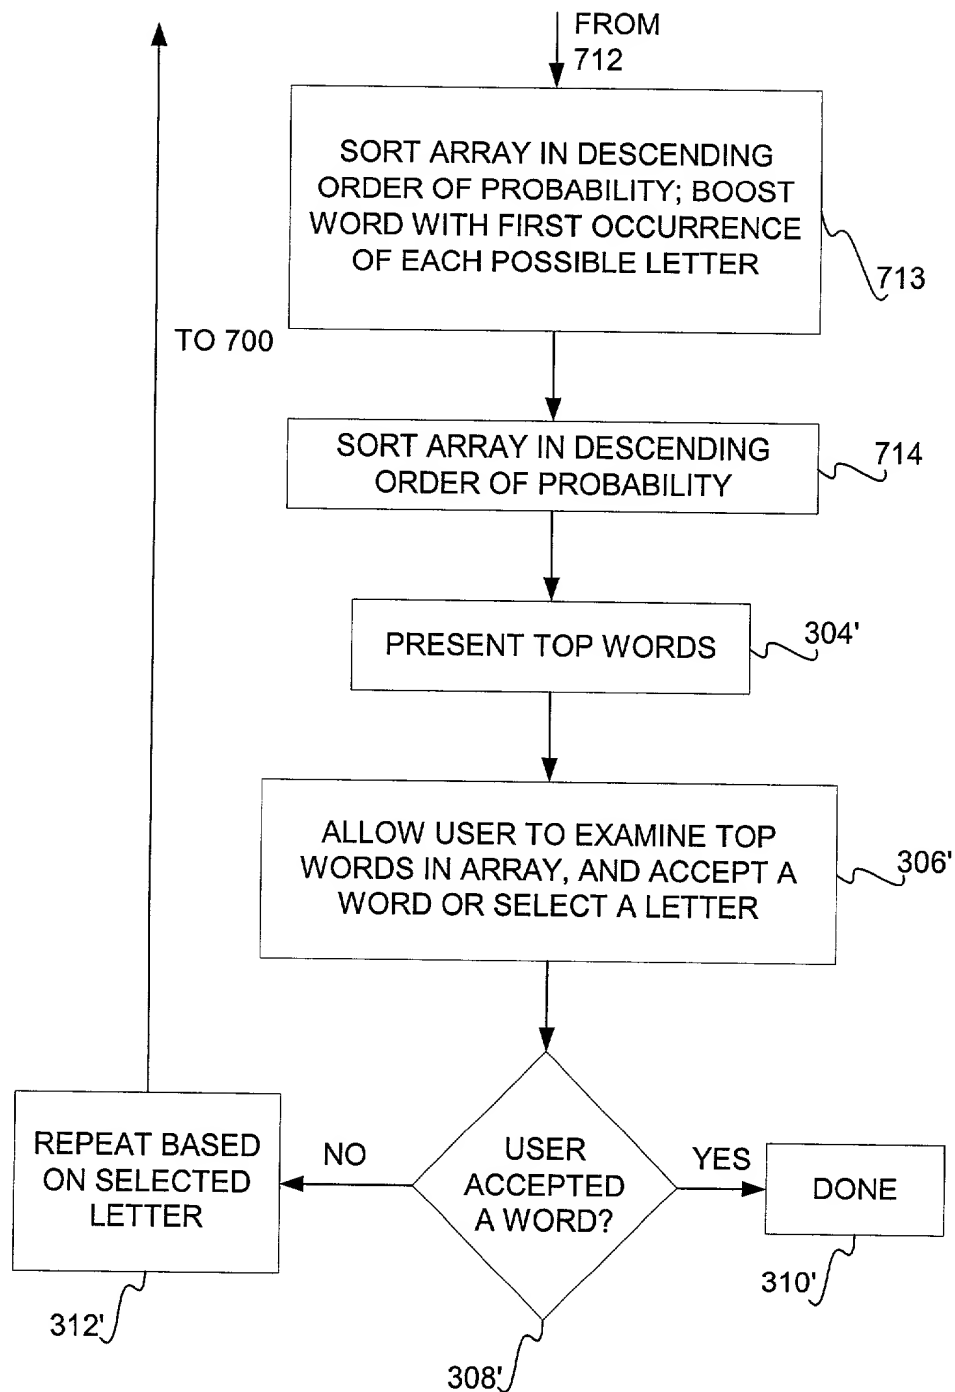 FROM
712
SORT ARRAY IN DESCENDING
ORDER OF PROBABILITY; BOOST
WORD WITH FIRST OCCURRENCE
OF EACH POSSIBLE LETTER
713
TO 700
SORT ARRAY IN DESCENDING
ORDER OF PROBABILITY
714
PRESENT TOP WORDS
304'
ALLOW USER TO EXAMINE TOP
WORDS IN ARRAY, AND ACCEPT A
WORD OR SELECT A LETTER
306'
REPEAT BASED
ON SELECTED
LETTER
312'
NO
USER
ACCEPTED
A WORD?
308'
YES
DONE
310'